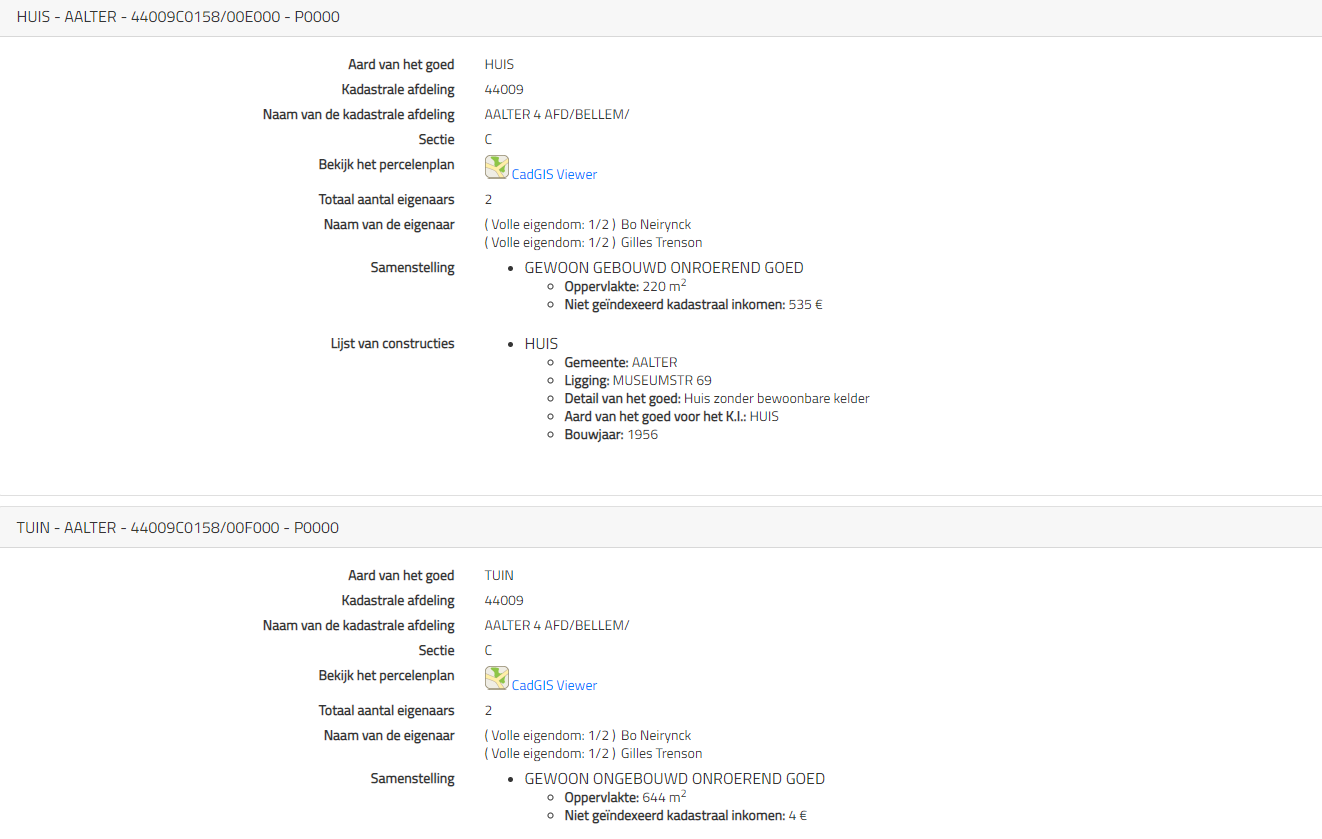 HUIS - AALTER - 44009C0158/00E000 - P0000
Aard van het goed HUIS
Kadastrale afdeling 44009
Naam van de kadastrale afdeling AALTER 4 AFD/BELLEM/
Sectie C
Bekijk het percelenplan CadGIS Viewer
Totaal aantal eigenaars 2
Naam van de eigenaar ( Volle eigendom: 1/2 ) Bo Neirynck
( Volle eigendom: 1/2 ) Gilles Trenson
Samenstelling • GEWOON GEBOUWD ONROEREND GOED
Oppervlakte: 220 m²
Niet geïndexeerd kadastraal inkomen: 535 €
Lijst van constructies • HUIS
Gemeente: AALTER
Ligging: MUSEUMSTR 69
Detail van het goed: Huis zonder bewoonbare kelder
Aard van het goed voor het K.I.: HUIS
Bouwjaar: 1956
TUIN - AALTER - 44009C0158/00F000 - P0000
Aard van het goed TUIN
Kadastrale afdeling 44009
Naam van de kadastrale afdeling AALTER 4 AFD/BELLEM/
Sectie C
Bekijk het percelenplan CadGIS Viewer
Totaal aantal eigenaars 2
Naam van de eigenaar ( Volle eigendom: 1/2 ) Bo Neirynck
( Volle eigendom: 1/2 ) Gilles Trenson
Samenstelling • GEWOON ONGEBOUWD ONROEREND GOED
Oppervlakte: 644 m²
Niet geïndexeerd kadastraal inkomen: 4 €